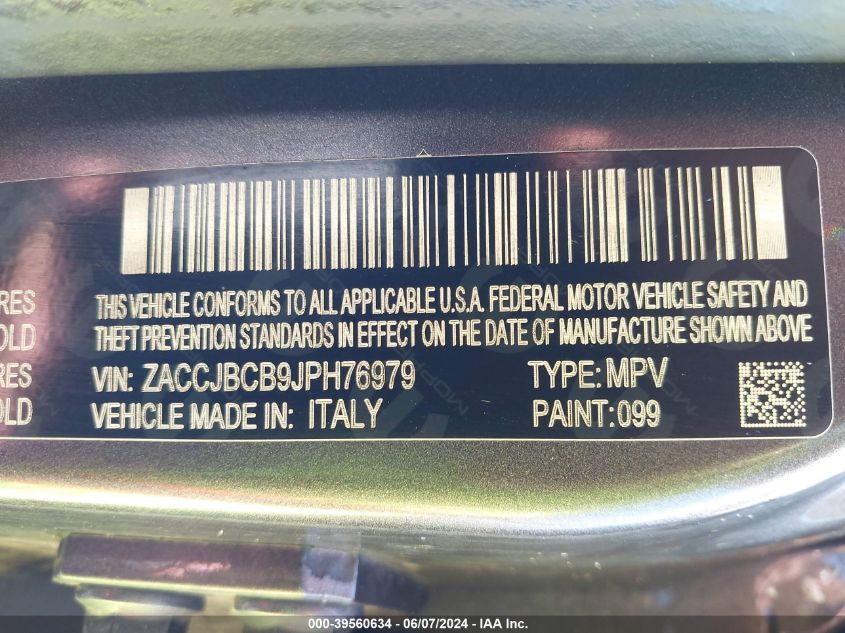 RES
OLD
RES
OLD
THIS VEHICLE CONFORMS TO ALL APPLICABLE U.S.A. FEDERAL MOTOR VEHICLE SAFETY AND
THEFT PREVENTION STANDARDS IN EFFECT ON THE DATE OF MANUFACTURE SHOWN ABOVE
VIN: ZACCJBCB9JPH76979 TYPE: MPV
VEHICLE MADE IN: ITALY PAINT: 099
000-39560634 / 06/07/2024 - IAA Inc.